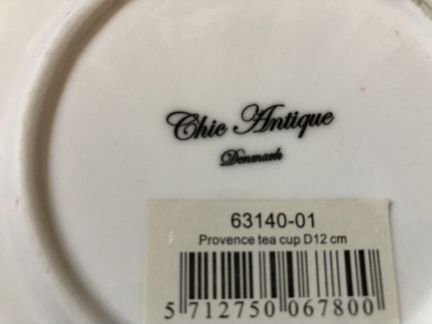 Chic Antique
Denmark
63140-01
Provence tea cup D12 cm
5 712750 067800